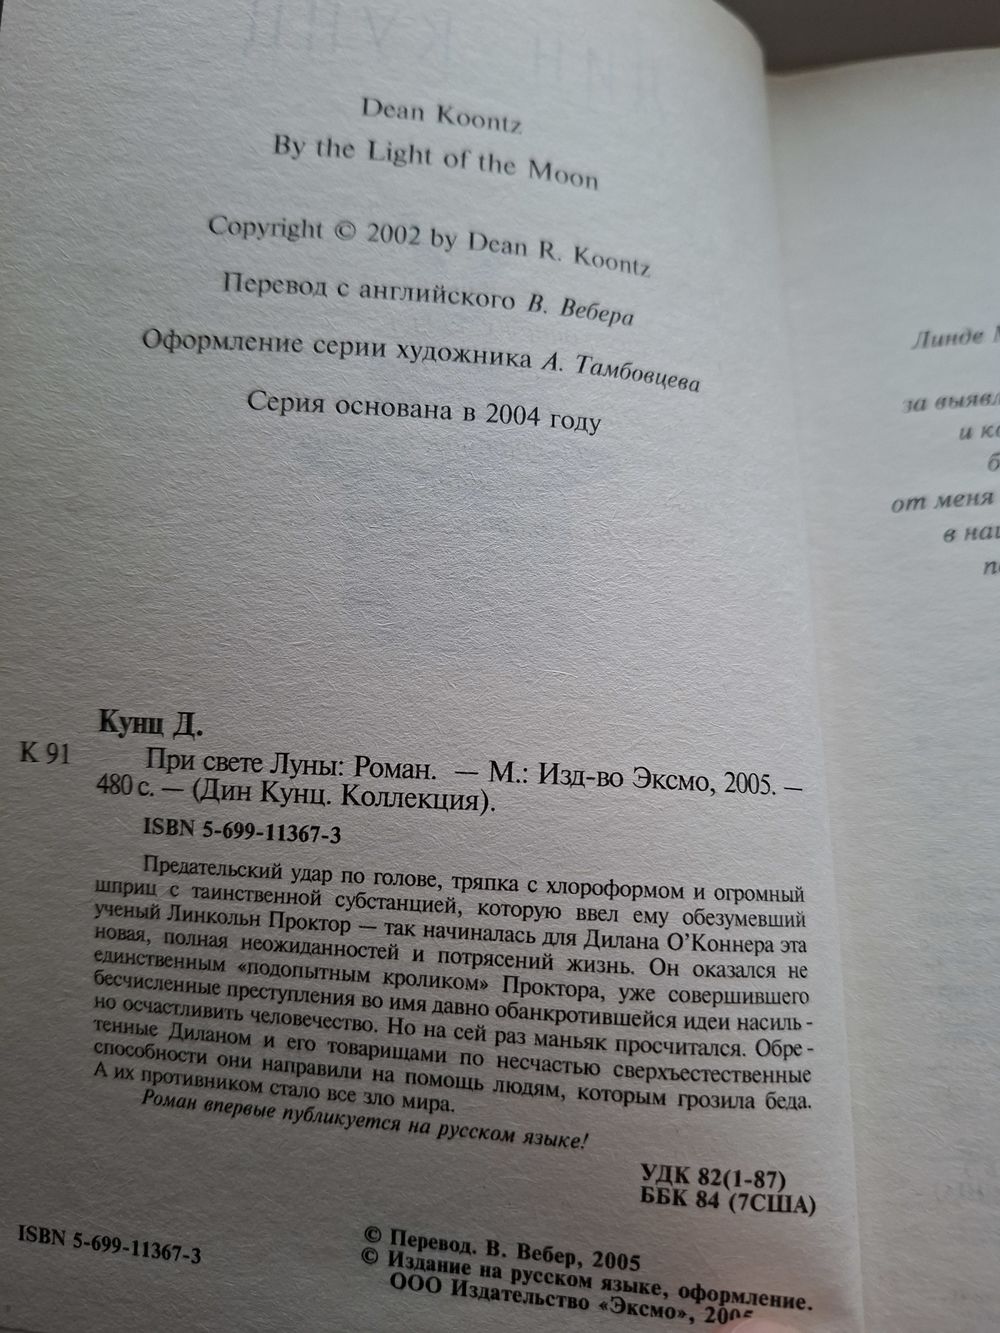 Dean Koontz
By the Light of the Moon
Copyright © 2002 by Dean R. Koontz
Перевод с английского В. Вебера
Оформление серии художника А. Тамбовцева
Серия основана в 2004 году
Кунц Д.
К 91
При свете Луны: Роман. — М.: Изд-во Эксмо, 2005. —
480 с. — (Дин Кунц. Коллекция).
ISBN 5-699-11367-3
Предательский удар по голове, тряпка с хлороформом и огромный
шприц с таинственной субстанцией, которую ввел ему обезумевший
ученый Линкольн Проктор — так начиналась для Дилана О'Коннера эта
новая, полная неожиданностей и потрясений жизнь. Он оказался не
единственным «подопытным кроликом» Проктора, уже совершившего
бесчисленные преступления во имя давно обанкротившейся идеи насиль-
но осчастливить человечество. Но на сей раз маньяк просчитался. Обре-
тенные Диланом и его товарищами по несчастью сверхъестественные
способности они направили на помощь людям, которым грозила беда.
А их противником стало все зло мира.
Роман впервые публикуется на русском языке!
УДК 82(1-87)
ББК 84 (7США)
ISBN 5-699-11367-3
© Перевод. В. Вебер, 2005
© Издание на русском языке, оформление.
ООО Издательство «Эксмо», 2005
Линде
за
и
от меня
в